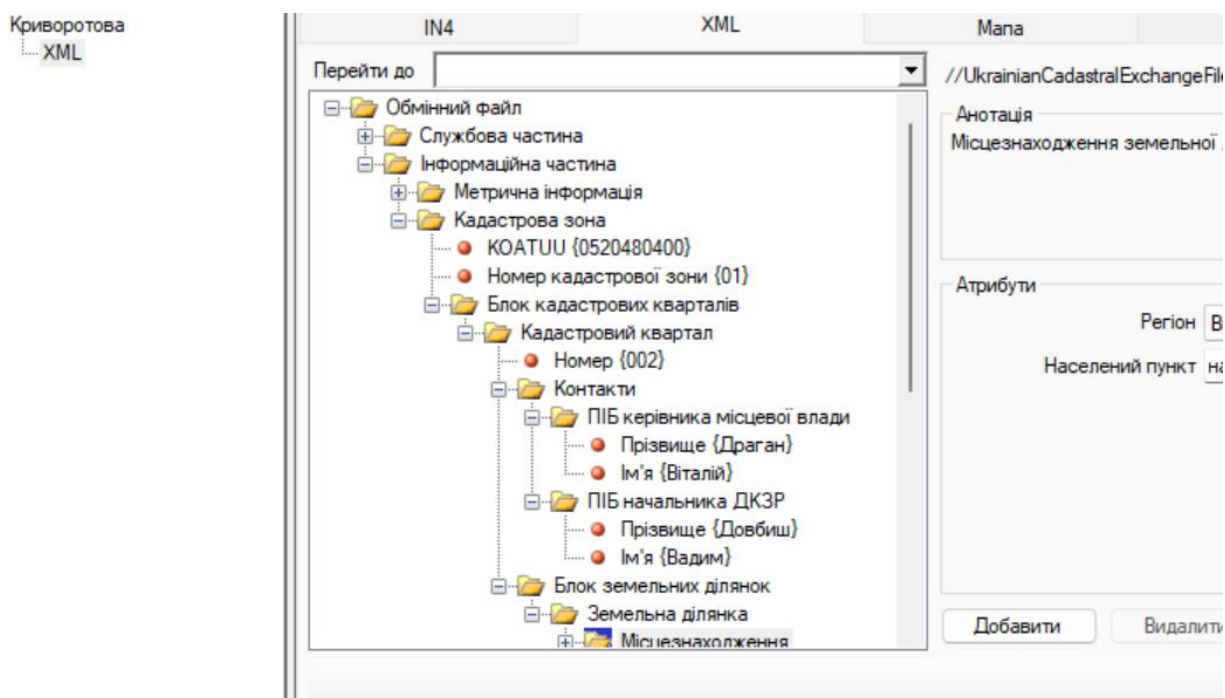 Криворотова
XML
IN4 XML Мапа
Перейти до
//UkrainianCadastralExchangeFile
Обмінний файл
Анотація
Службова частина
Місцезнаходження земельної
Інформаційна частина
Метрична інформація
Кадастрова зона
KOATUU {0520480400}
Номер кадастрової зони {01}
Атрибути
Блок кадастрових кварталів
Регіон В
Кадастровий квартал
Номер {002}
Населений пункт на
Контакти
ПІБ керівника місцевої влади
Прізвище {Драган}
Ім'я {Віталій}
ПІБ начальника ДКЗР
Прізвище {Довбиш}
Ім'я {Вадим}
Блок земельних ділянок
Земельна ділянка
Добавити Видалити
Місцезнаходження